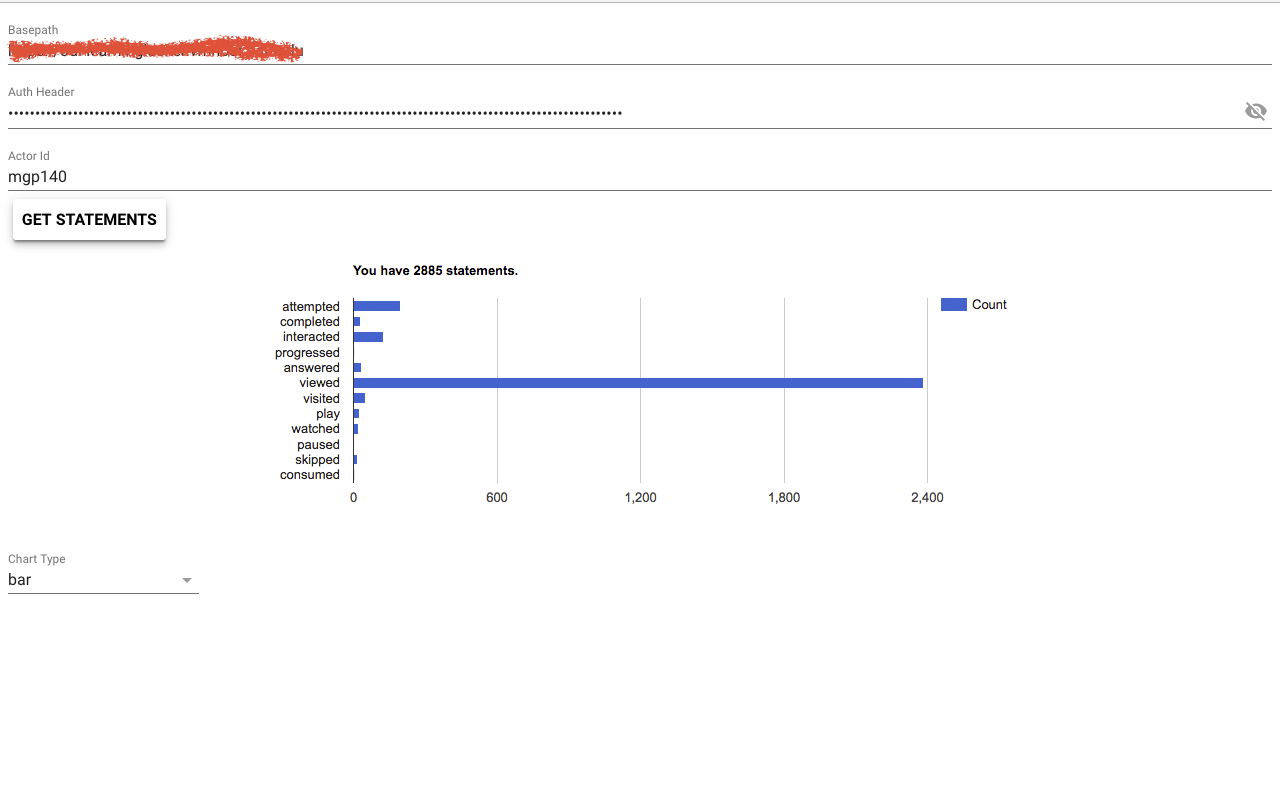 Basepath
Auth Header
••••••••••••••••••••••••••••••••••••••••••••••••••••••••••••••••••••••••••••••••••••••••••••••••••••••••••••••••••
Actor Id
mgp140
GET STATEMENTS
You have 2885 statements.
attempted
completed
interacted
progressed
answered
viewed
visited
play
watched
paused
skipped
consumed
0 600 1,200 1,800 2,400
Count
Chart Type
bar